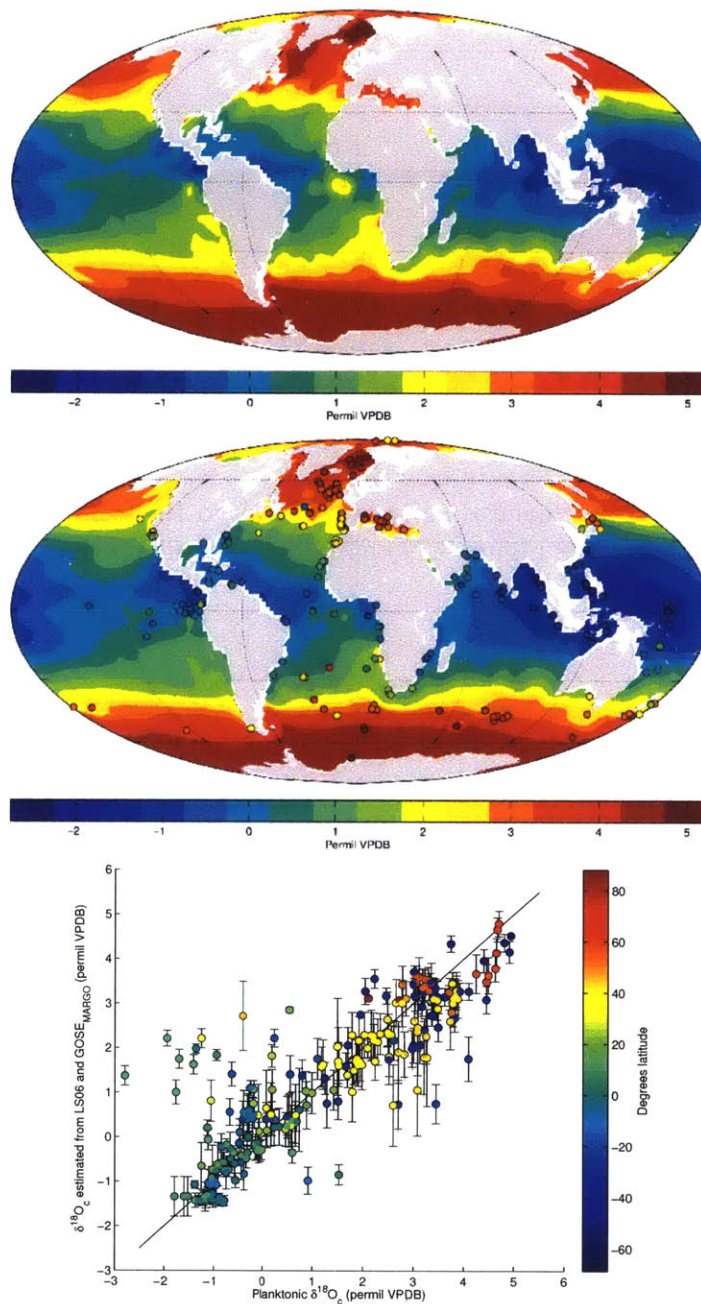 -2 -1 0 1 2 3 4 5
Permil VPDB
-2 -1 0 1 2 3 4 5
Permil VPDB
6
5
4
3
2
1
0
−1
−2
−3
δ¹⁸Oc estimated from LS06 and GOSE_MARGO (permil VPDB)
−3 −2 −1 0 1 2 3 4 5 6
Planktonic δ¹⁸Oc (permil VPDB)
80
60
40
20
0
−20
−40
−60
Degrees latitude